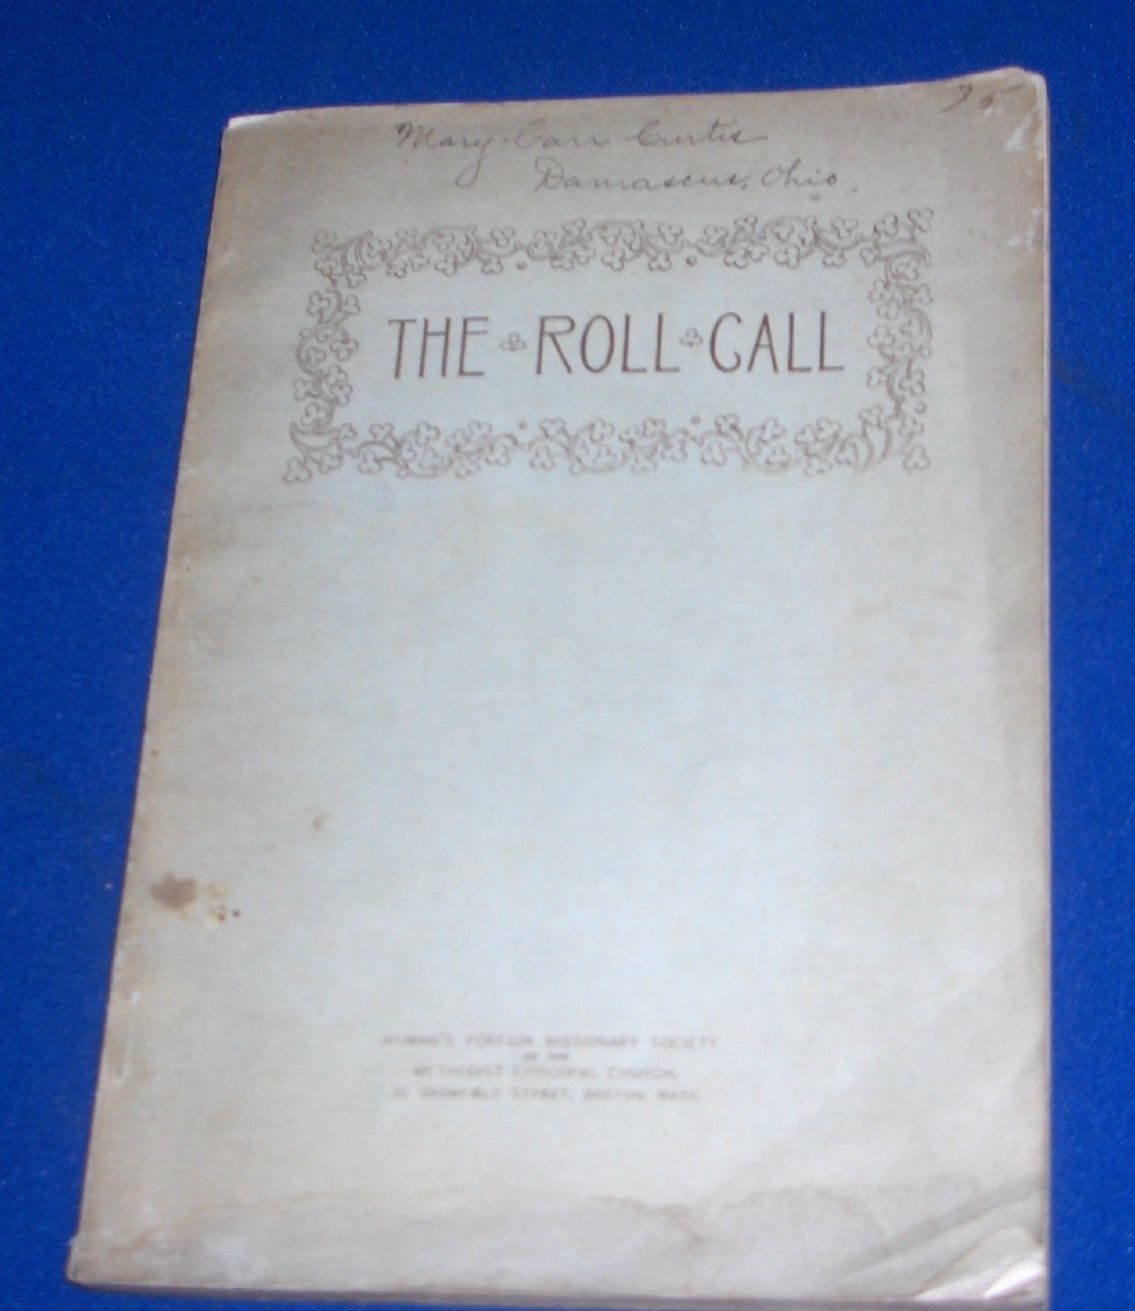 25
Mary Carr Curtis
Damascus, Ohio.
THE ROLL CALL
WOMAN'S FOREIGN MISSIONARY SOCIETY
OF THE
METHODIST EPISCOPAL CHURCH,
36 BROMFIELD STREET, BOSTON, MASS.